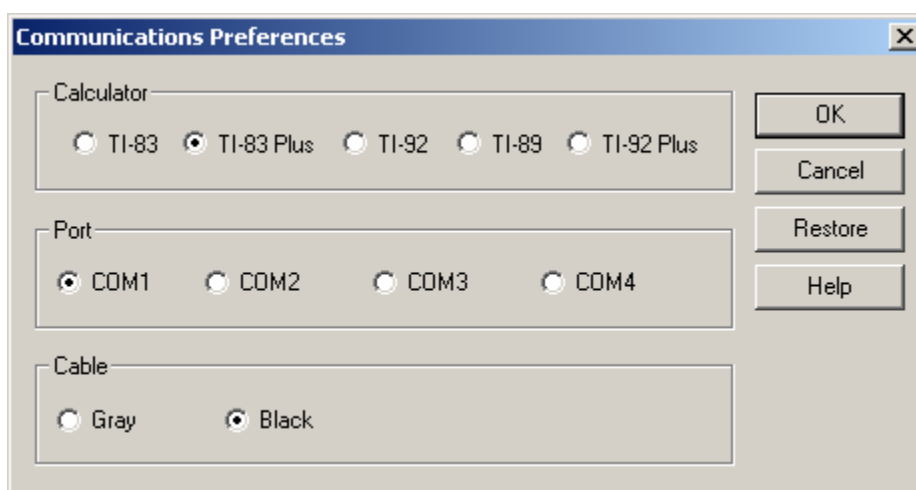 Communications Preferences
Calculator
TI-83 TI-83 Plus TI-92 TI-89 TI-92 Plus
OK
Cancel
Port
COM1 COM2 COM3 COM4
Restore
Help
Cable
Gray Black